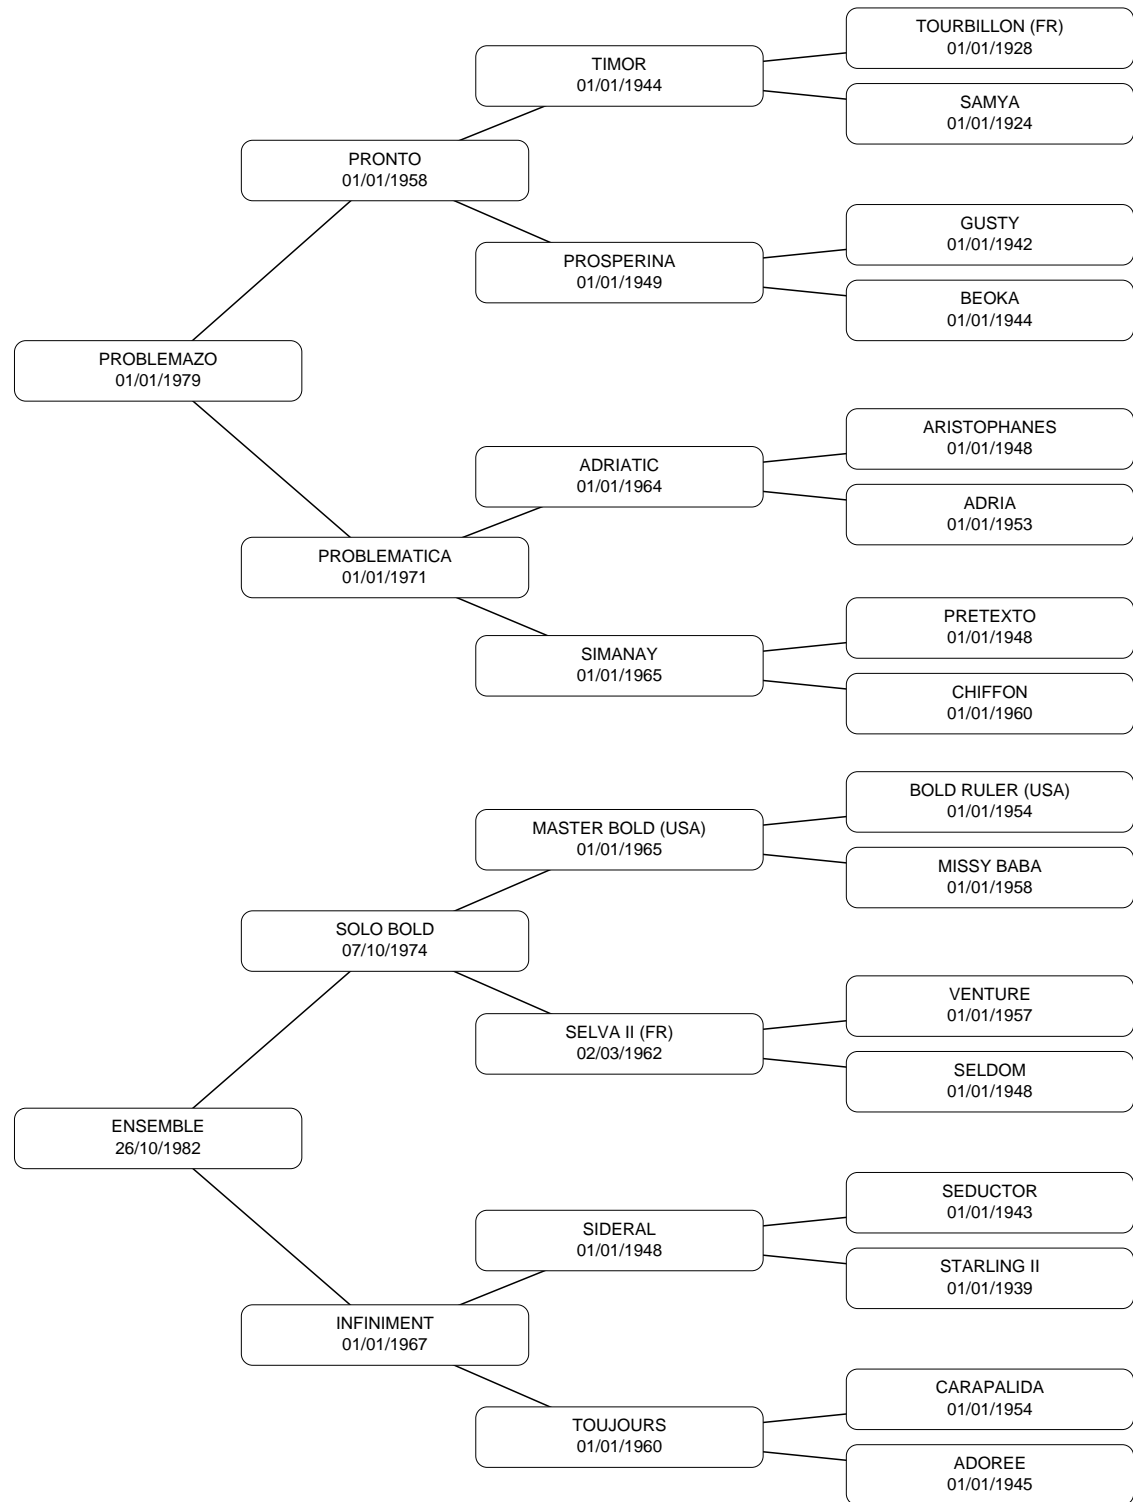 TOURBILLON (FR)
01/01/1928
TIMOR
01/01/1944
SAMYA
01/01/1924
PRONTO
01/01/1958
GUSTY
01/01/1942
PROSPERINA
01/01/1949
BEOKA
01/01/1944
PROBLEMAZO
01/01/1979
ARISTOPHANES
01/01/1948
ADRIATIC
01/01/1964
ADRIA
01/01/1953
PROBLEMATICA
01/01/1971
PRETEXTO
01/01/1948
SIMANAY
01/01/1965
CHIFFON
01/01/1960
BOLD RULER (USA)
01/01/1954
MASTER BOLD (USA)
01/01/1965
MISSY BABA
01/01/1958
SOLO BOLD
07/10/1974
VENTURE
01/01/1957
SELVA II (FR)
02/03/1962
SELDOM
01/01/1948
ENSEMBLE
26/10/1982
SEDUCTOR
01/01/1943
SIDERAL
01/01/1948
STARLING II
01/01/1939
INFINIMENT
01/01/1967
CARAPALIDA
01/01/1954
TOUJOURS
01/01/1960
ADOREE
01/01/1945